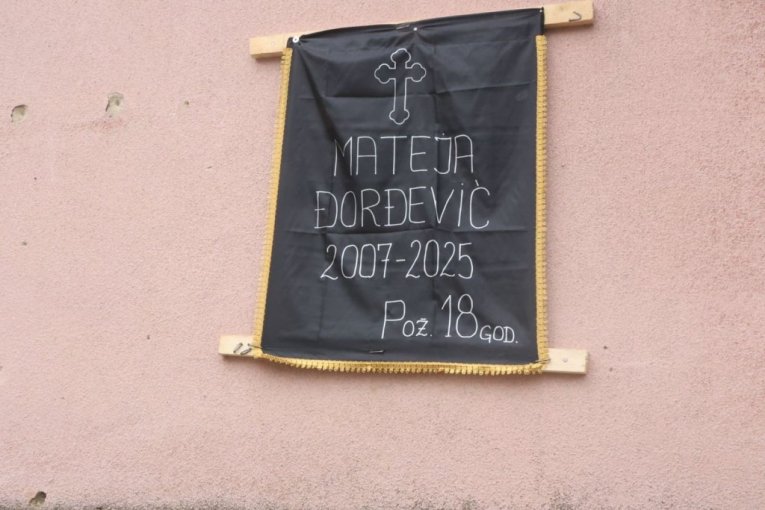 MATEJA
ĐORĐEVIĆ
2007-2025
Pož. 18 GOD.